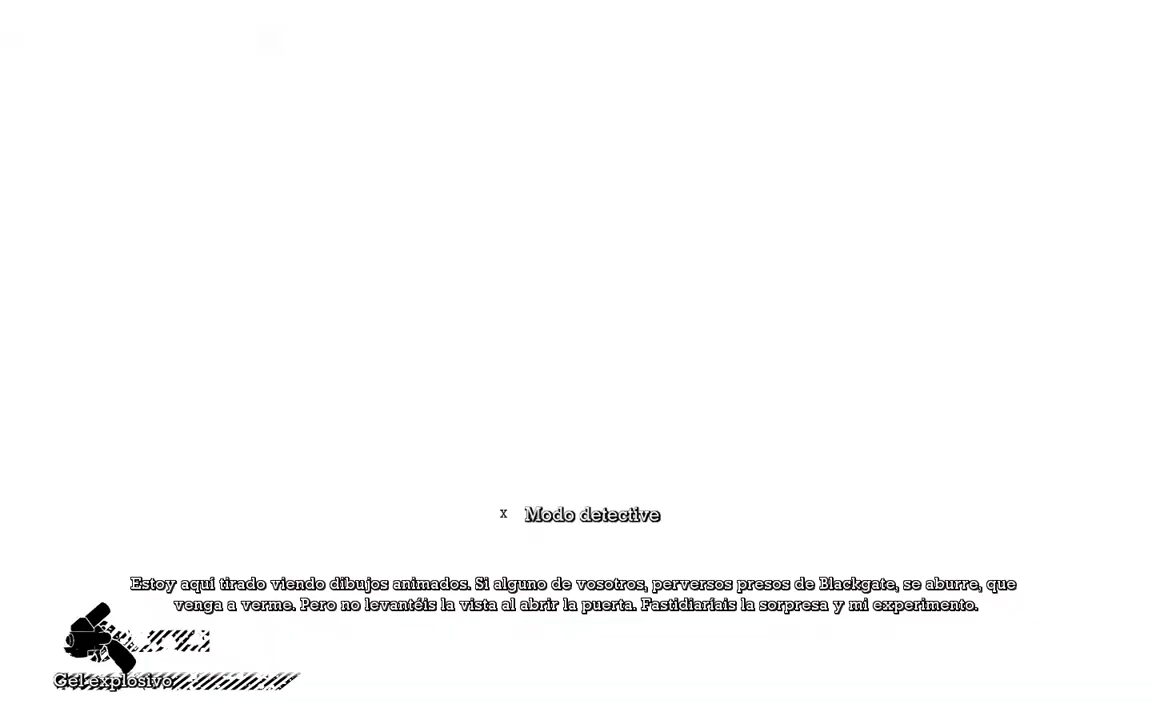 x Modo detective
Estoy aquí tirado viendo dibujos animados. Si alguno de vosotros, perversos presos de Blackgate, se aburre, que
venga a verme. Pero no levantéis la vista al abrir la puerta. Fastidiaríais la sorpresa y mi experimento.
Gel explosivo